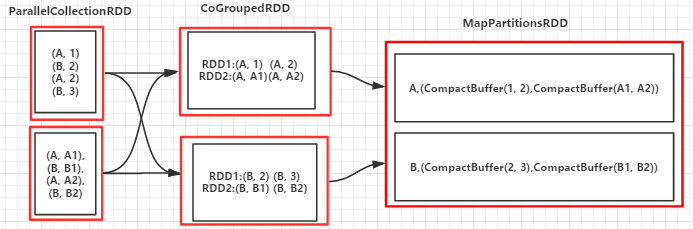 ParallelCollectionRDD
CoGroupedRDD
MapPartitionsRDD
(A, 1)
(B, 2)
(A, 2)
(B, 3)
(A, A1),
(B, B1),
(A, A2),
(B, B2)
RDD1:(A, 1) (A, 2)
RDD2:(A, A1)(A, A2)
RDD1:(B, 2) (B, 3)
RDD2:(B, B1) (B, B2)
A,(CompactBuffer(1, 2),CompactBuffer(A1, A2))
B,(CompactBuffer(2, 3),CompactBuffer(B1, B2))